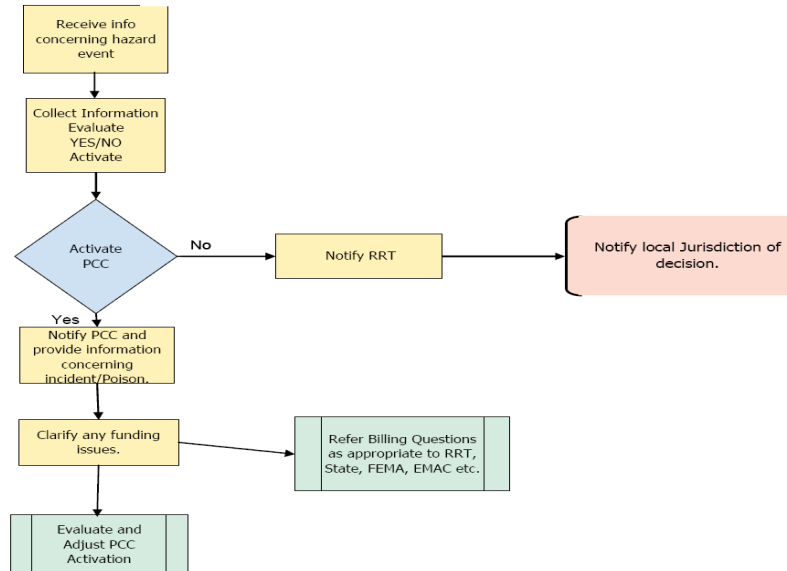 Receive info
concerning hazard
event
Collect Information
Evaluate
YES/NO
Activate
Activate
PCC
No
Notify RRT
Notify local Jurisdiction of
decision.
Yes
Notify PCC and
provide information
concerning
incident/Poison.
Clarify any funding
issues.
Refer Billing Questions
as appropriate to RRT,
State, FEMA, EMAC etc.
Evaluate and
Adjust PCC
Activation